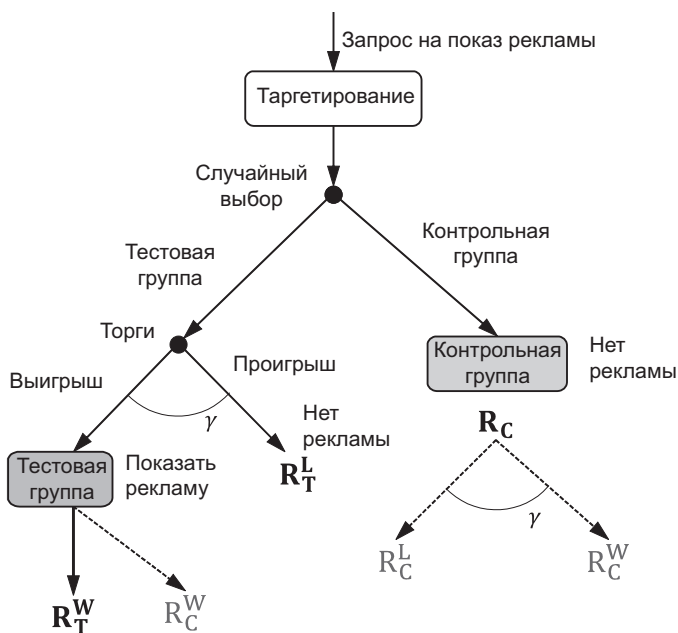 Запрос на показ рекламы
Таргетирование
Случайный
выбор
Тестовая
группа
Контрольная
группа
Торги
Выигрыш
Проигрыш
γ
Нет
рекламы
R_T^L
Контрольная
группа
Нет
рекламы
R_C
Тестовая
группа
Показать
рекламу
γ
R_C^L
R_C^W
R_T^W
R_C^W